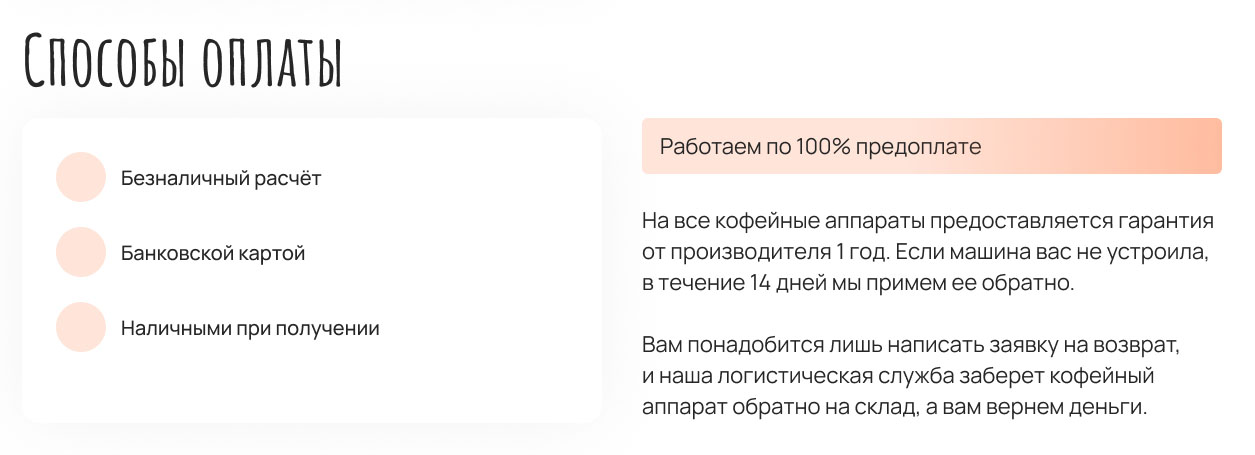 Способы оплаты
Безналичный расчёт
Банковской картой
Наличными при получении
Работаем по 100% предоплате
На все кофейные аппараты предоставляется гарантия
от производителя 1 год. Если машина вас не устроила,
в течение 14 дней мы примем ее обратно.
Вам понадобится лишь написать заявку на возврат,
и наша логистическая служба заберет кофейный
аппарат обратно на склад, а вам вернем деньги.